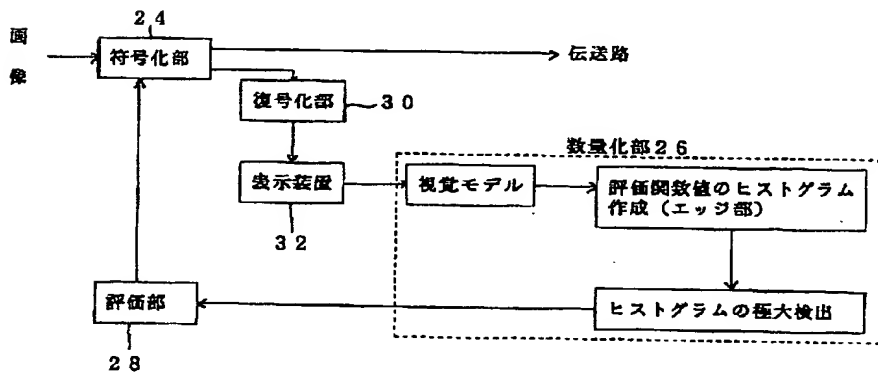 ２４
画
像
符号化部
伝送路
復号化部
３０
数量化部２６
表示装置
視覚モデル
評価関数値のヒストグラム
作成（エッジ部）
３２
評価部
ヒストグラムの極大検出
２８